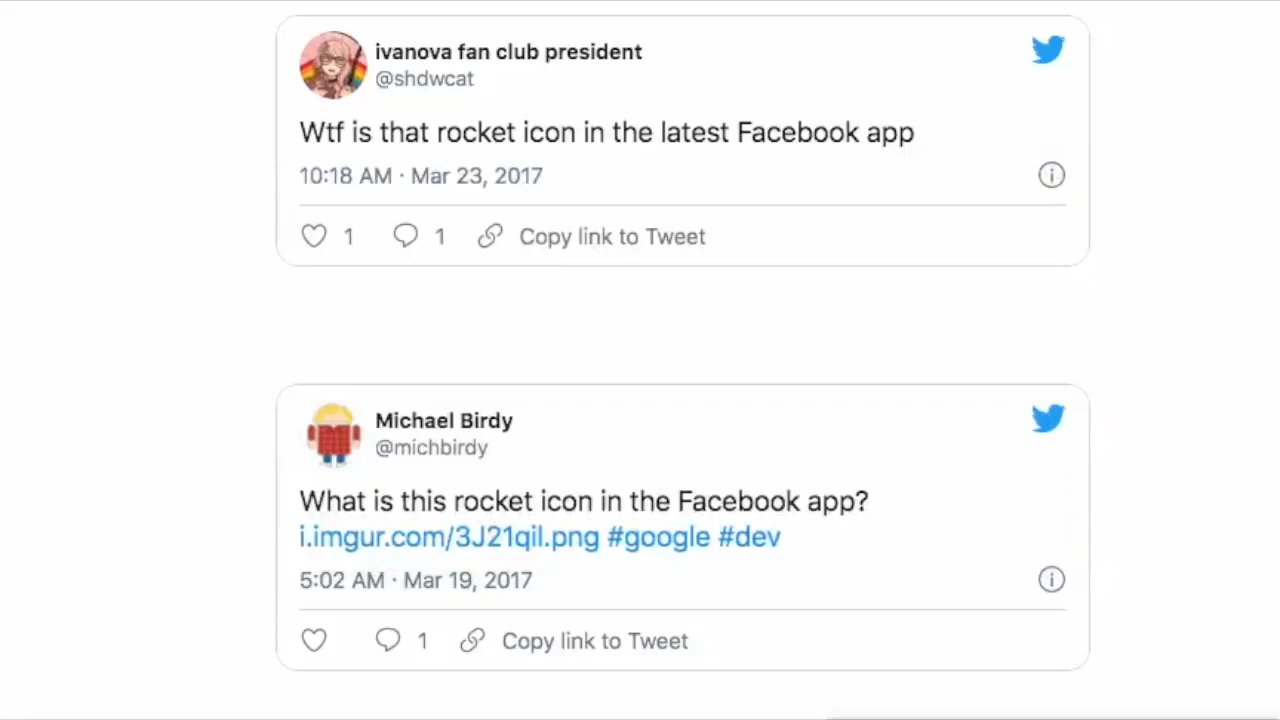 ivanova fan club president
@shdwcat
Wtf is that rocket icon in the latest Facebook app
10:18 AM · Mar 23, 2017
1 1 Copy link to Tweet
Michael Birdy
@michbirdy
What is this rocket icon in the Facebook app?
i.imgur.com/3J21qil.png #google #dev
5:02 AM · Mar 19, 2017
1 Copy link to Tweet